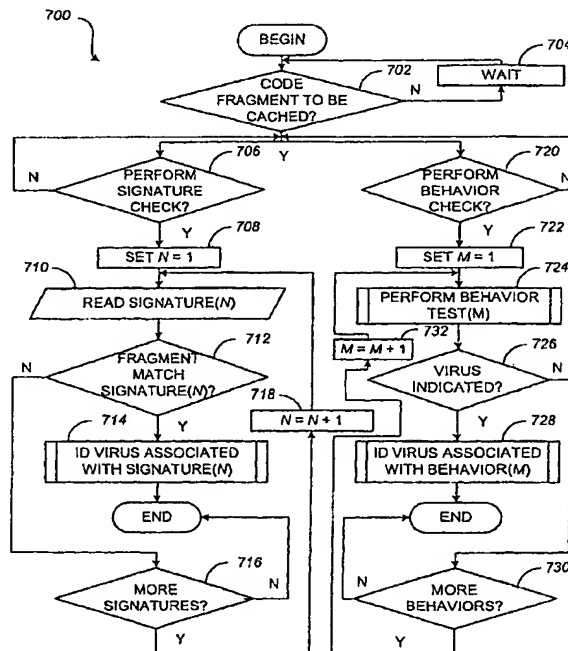 700
BEGIN
704
WAIT
702
CODE
FRAGMENT TO BE
CACHED?
N
Y
706
PERFORM
SIGNATURE
CHECK?
N
Y
708
SET N = 1
710
READ SIGNATURE(N)
712
FRAGMENT
MATCH
SIGNATURE(N)?
N
Y
714
ID VIRUS ASSOCIATED
WITH SIGNATURE(N)
END
716
MORE
SIGNATURES?
N
Y
718
N = N + 1
720
PERFORM
BEHAVIOR
CHECK?
N
Y
722
SET M = 1
724
PERFORM BEHAVIOR
TEST(M)
732
M = M + 1
726
VIRUS
INDICATED?
N
Y
728
ID VIRUS ASSOCIATED
WITH BEHAVIOR(M)
END
730
MORE
BEHAVIORS?
N
Y